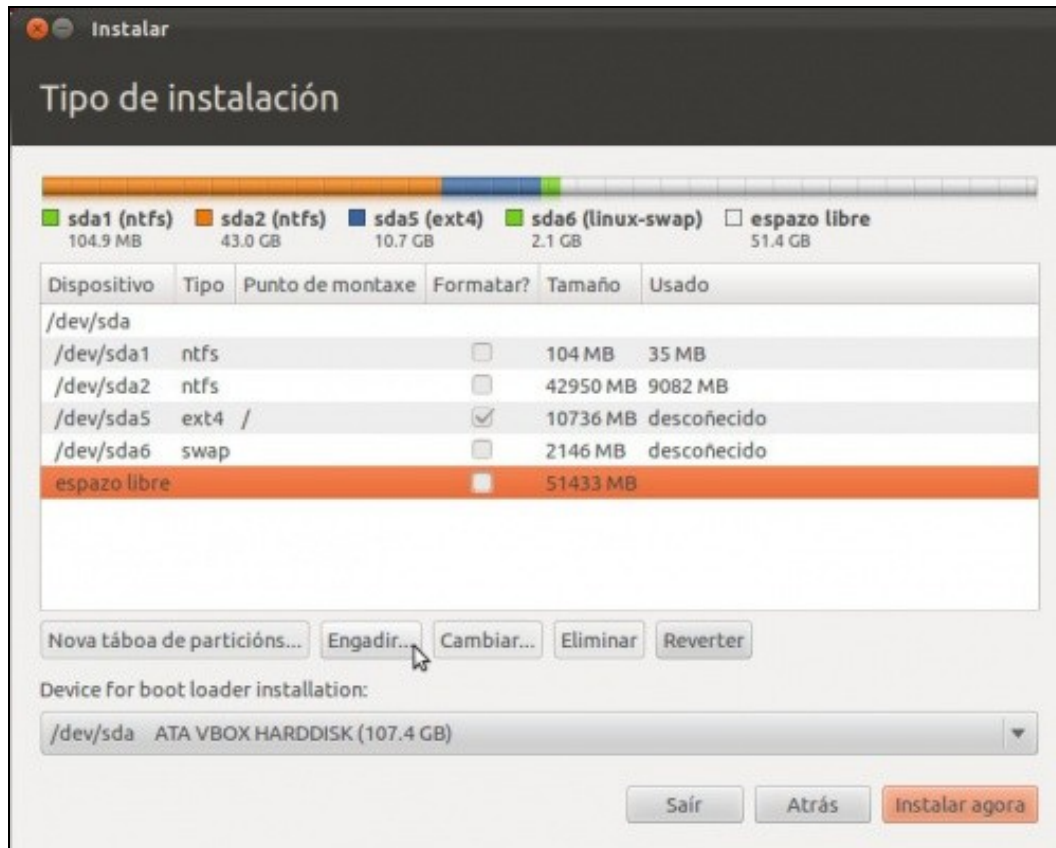 Instalar
Tipo de instalación
sda1 (ntfs) sda2 (ntfs) sda5 (ext4) sda6 (linux-swap) espazo libre
104.9 MB 43.0 GB 10.7 GB 2.1 GB 51.4 GB
Dispositivo Tipo Punto de montaxe Formatar? Tamaño Usado
/dev/sda
/dev/sda1 ntfs 104 MB 35 MB
/dev/sda2 ntfs 42950 MB 9082 MB
/dev/sda5 ext4 / 10736 MB descoñecido
/dev/sda6 swap 2146 MB descoñecido
espazo libre 51433 MB
Nova táboa de particións... Engadir... Cambiar... Eliminar Reverter
Device for boot loader installation:
/dev/sda ATA VBOX HARDDISK (107.4 GB)
Saír Atrás Instalar agora